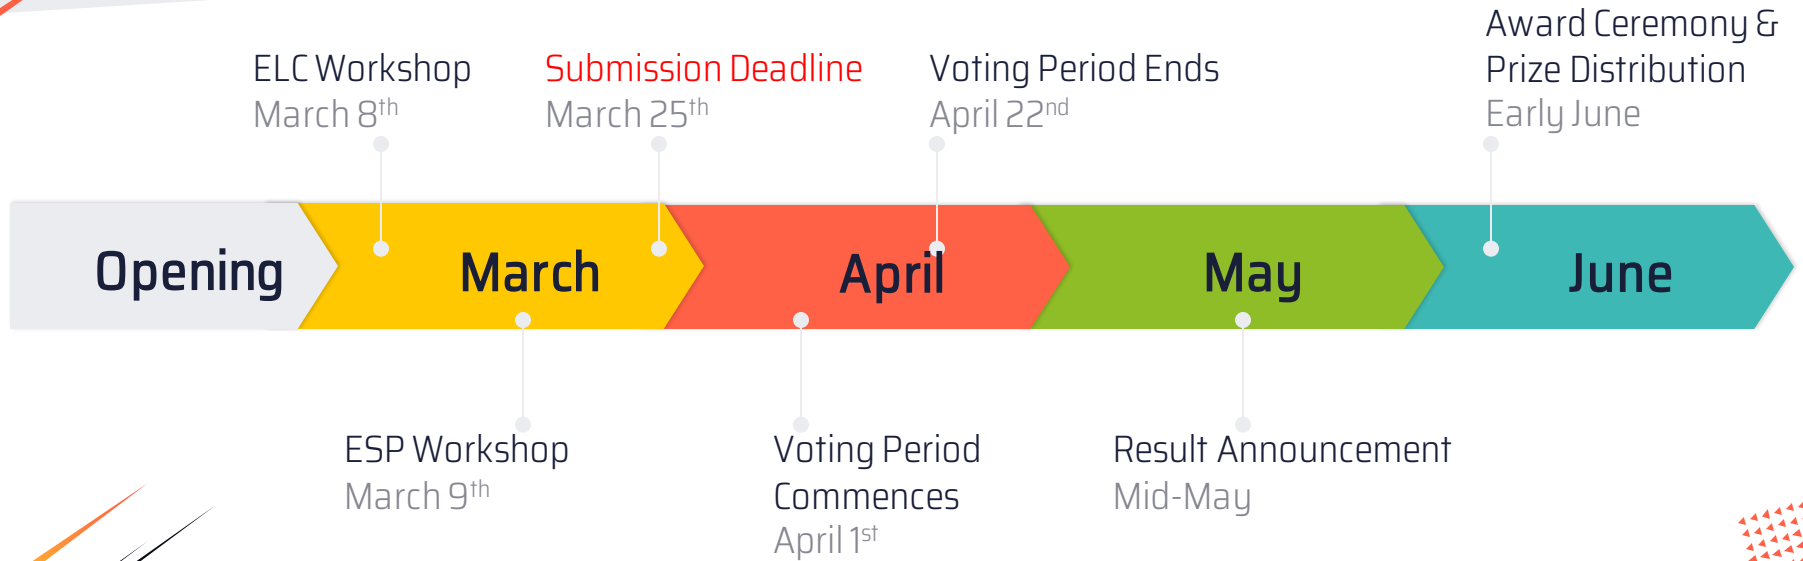 Award Ceremony &
Prize Distribution
Early June
ELC Workshop
March 8th
Submission Deadline
March 25th
Voting Period Ends
April 22nd
Opening
March
April
May
June
ESP Workshop
March 9th
Voting Period
Commences
April 1st
Result Announcement
Mid-May